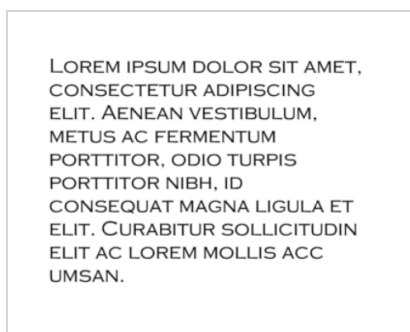 Lorem ipsum dolor sit amet,
consectetur adipiscing
elit. Aenean vestibulum,
metus ac fermentum
porttitor, odio turpis
porttitor nibh, id
consequat magna ligula et
elit. Curabitur sollicitudin
elit ac lorem mollis acc
umsan.